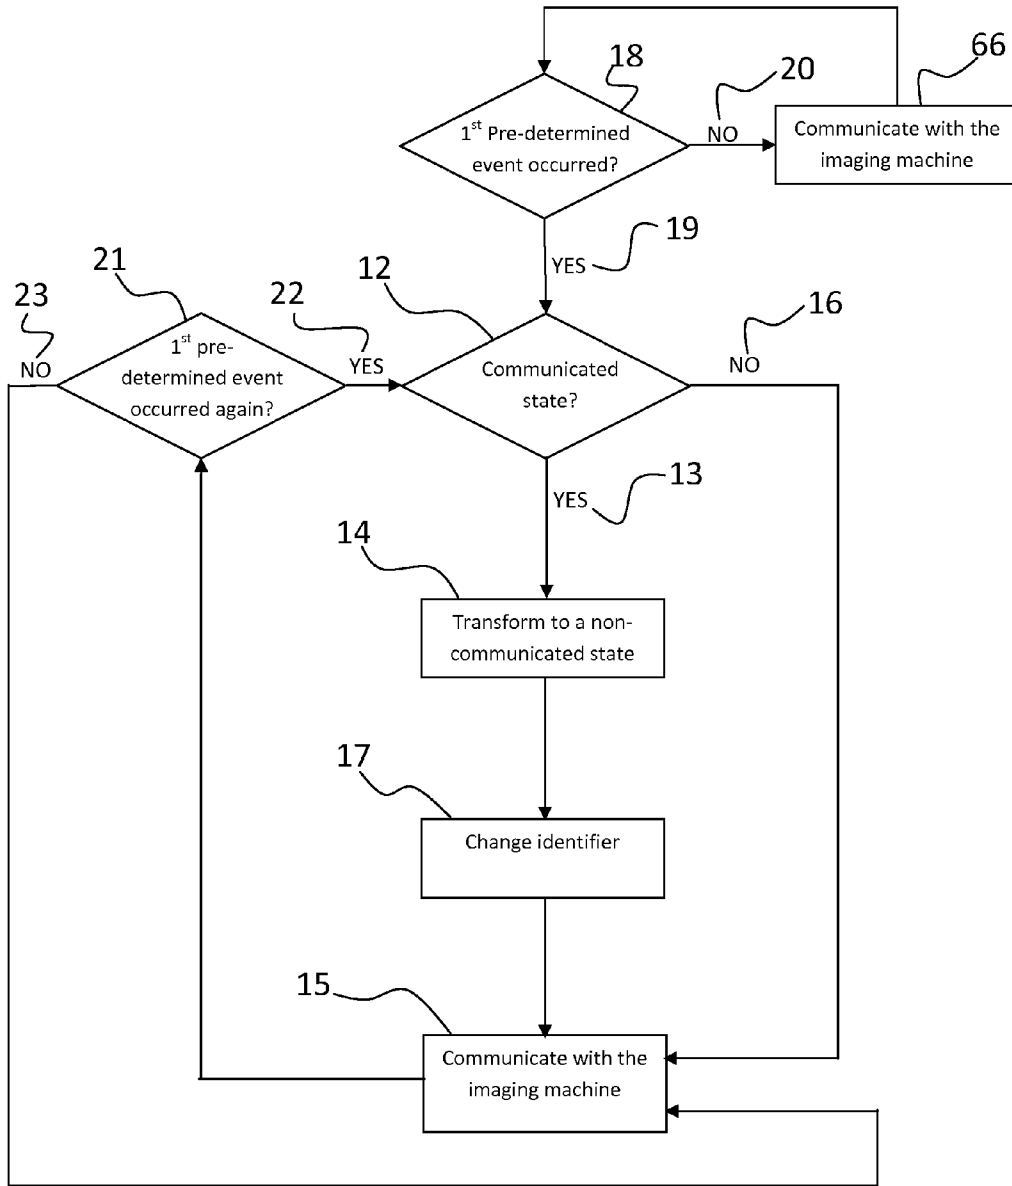 66
18
20
1st Pre-determined
event occurred?
NO
Communicate with the
imaging machine
19
YES
21
12
23
22
16
NO
1st pre-
determined event
occurred again?
YES
Communicated
state?
NO
13
YES
14
Transform to a non-
communicated state
17
Change identifier
15
Communicate with the
imaging machine